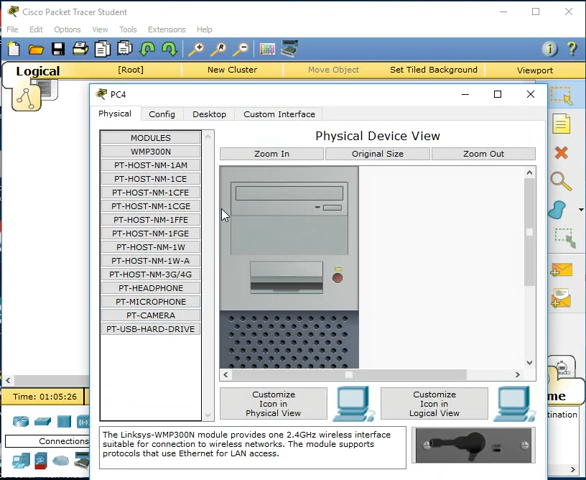 Cisco Packet Tracer Student
File Edit Options View Tools Extensions Help
Logical [Root] New Cluster Move Object Set Tiled Background Viewport
PC4
Physical Config Desktop Custom Interface
MODULES
WMP300N
PT-HOST-NM-1AM
PT-HOST-NM-1CE
PT-HOST-NM-1CFE
PT-HOST-NM-1CGE
PT-HOST-NM-1FFE
PT-HOST-NM-1FGE
PT-HOST-NM-1W
PT-HOST-NM-1W-A
PT-HOST-NM-3G/4G
PT-HEADPHONE
PT-MICROPHONE
PT-CAMERA
PT-USB-HARD-DRIVE
Physical Device View
Zoom In Original Size Zoom Out
Customize
Icon in
Physical View
Customize
Icon in
Logical View
The Linksys-WMP300N module provides one 2.4GHz wireless interface
suitable for connection to wireless networks. The module supports
protocols that use Ethernet for LAN access.
Time: 01:05:26
me
Connections
stination